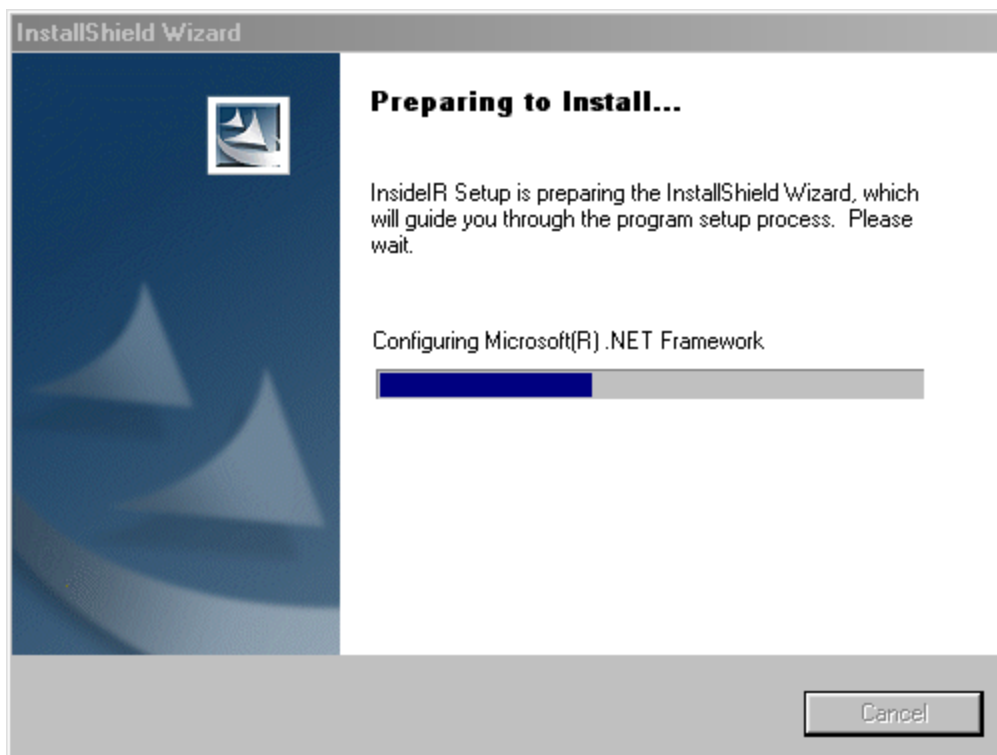 InstallShield Wizard
Preparing to Install...
InsideIR Setup is preparing the InstallShield Wizard, which
will guide you through the program setup process.  Please
wait.
Configuring Microsoft(R) .NET Framework
Cancel